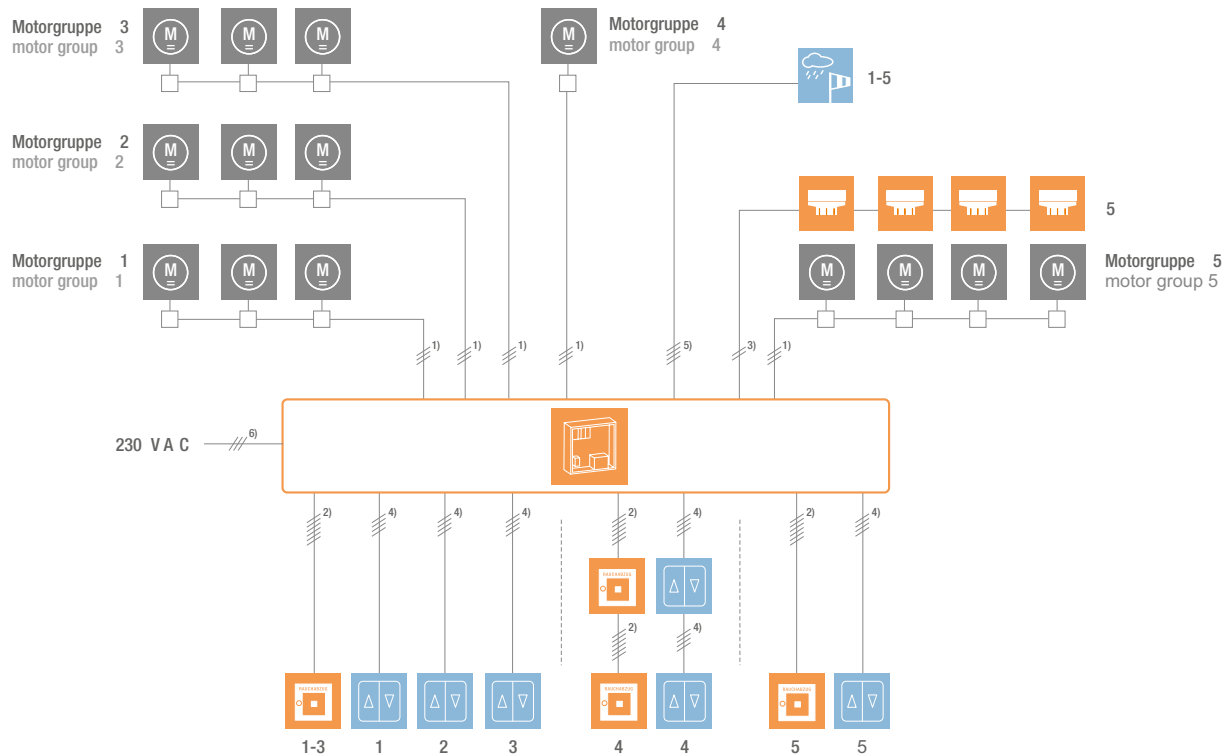 Motorgruppe 3
motor group 3
M M M
Motorgruppe 4
motor group 4
M
1-5
Motorgruppe 2
motor group 2
M M M
5
Motorgruppe 1
motor group 1
M M M
Motorgruppe 5
motor group 5
M M M M
1) 1) 1) 1) 5) 3) 1)
230 VAC
6)
2) 4) 4) 4) 2) 4) 2) 4)
RAUCHABZUG
2) 4)
RAUCHABZUG RAUCHABZUG RAUCHABZUG
1-3 1 2 3 4 4 5 5